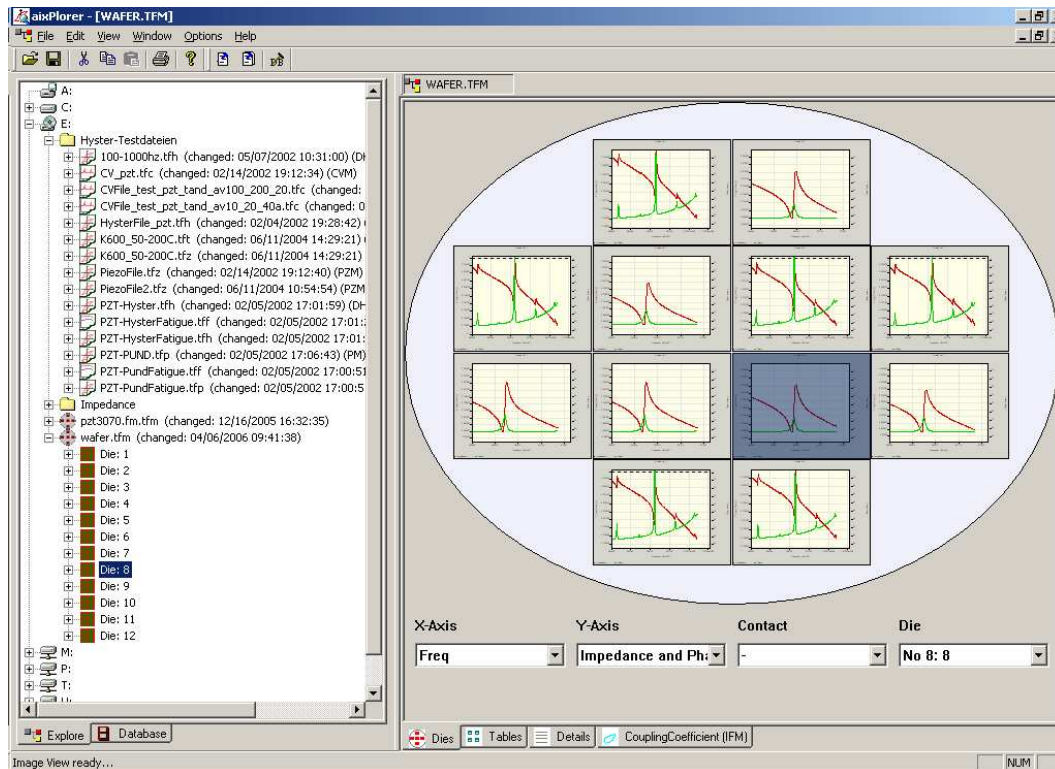 aixPlorer - [WAFER.TFM]
File Edit View Window Options Help
WAFER.TFM
A:
C:
E:
Hyster-Testdateien
100-1000hz.tfh (changed: 05/07/2002 10:31:00) (DH
CV_pzt.tfc (changed: 02/14/2002 19:12:34) (CVM)
CVFile_test_pzt_tand_av100_200_20.tfc (changed:
CVFile_test_pzt_tand_av10_20_40a.tfc (changed: 0
HysterFile_pzt.tfh (changed: 02/04/2002 19:28:42)
K600_50-200C.tft (changed: 06/11/2004 14:29:21)
K600_50-200C.tfz (changed: 06/11/2004 14:29:21)
PiezoFile.tfz (changed: 02/14/2002 19:12:40) (PZM)
PiezoFile2.tfz (changed: 06/11/2004 10:54:54) (PZM)
PZT-Hyster.tfh (changed: 02/05/2002 17:01:59) (DH
PZT-HysterFatigue.tff (changed: 02/05/2002 17:01:
PZT-HysterFatigue.tfh (changed: 02/05/2002 17:01:
PZT-PUND.tfp (changed: 02/05/2002 17:06:43) (PM)
PZT-PundFatigue.tff (changed: 02/05/2002 17:00:51
PZT-PundFatigue.tfp (changed: 02/05/2002 17:00:5
Impedance
pzt3070.fm.tfm (changed: 12/16/2005 16:32:35)
wafer.tfm (changed: 04/06/2006 09:41:38)
Die: 1
Die: 2
Die: 3
Die: 4
Die: 5
Die: 6
Die: 7
Die: 8
Die: 9
Die: 10
Die: 11
Die: 12
M:
P:
T:
X-Axis Y-Axis Contact Die
Freq Impedance and Pha - No 8: 8
Explore Database
Dies Tables Details CouplingCoefficient (IFM)
Image View ready... NUM